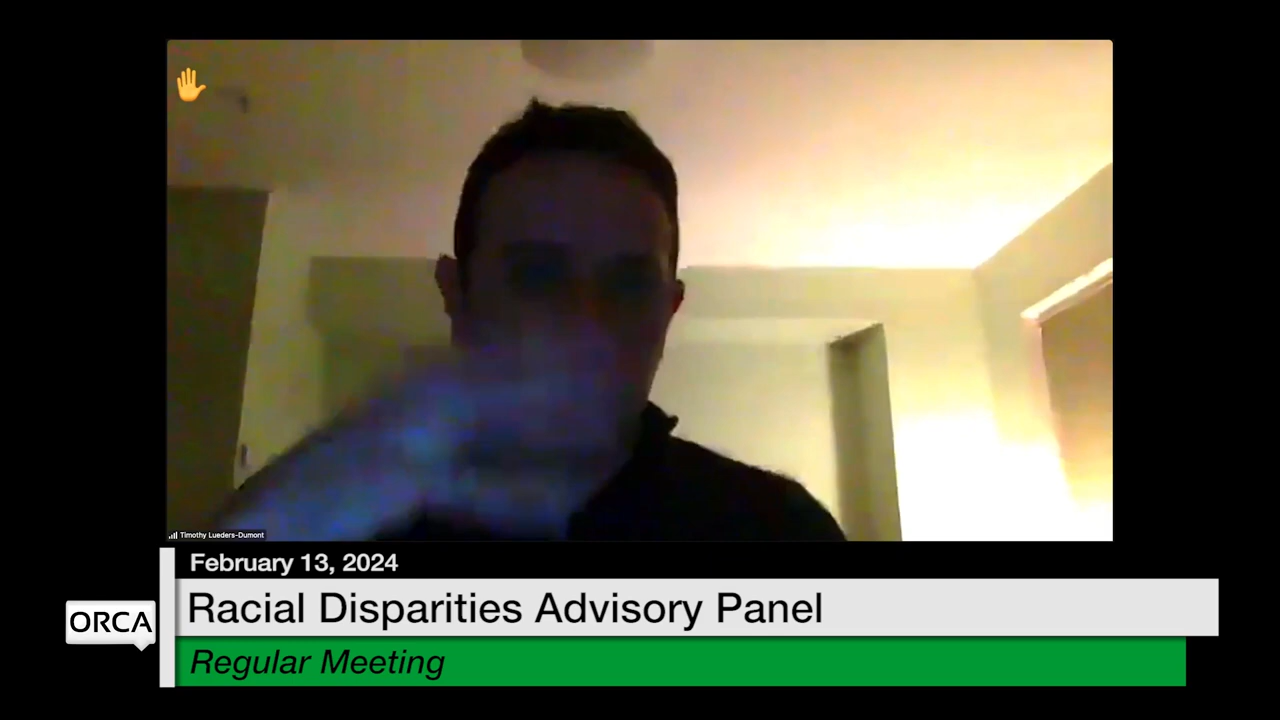 Timothy Lueders-Dumont
February 13, 2024
Racial Disparities Advisory Panel
ORCA
Regular Meeting